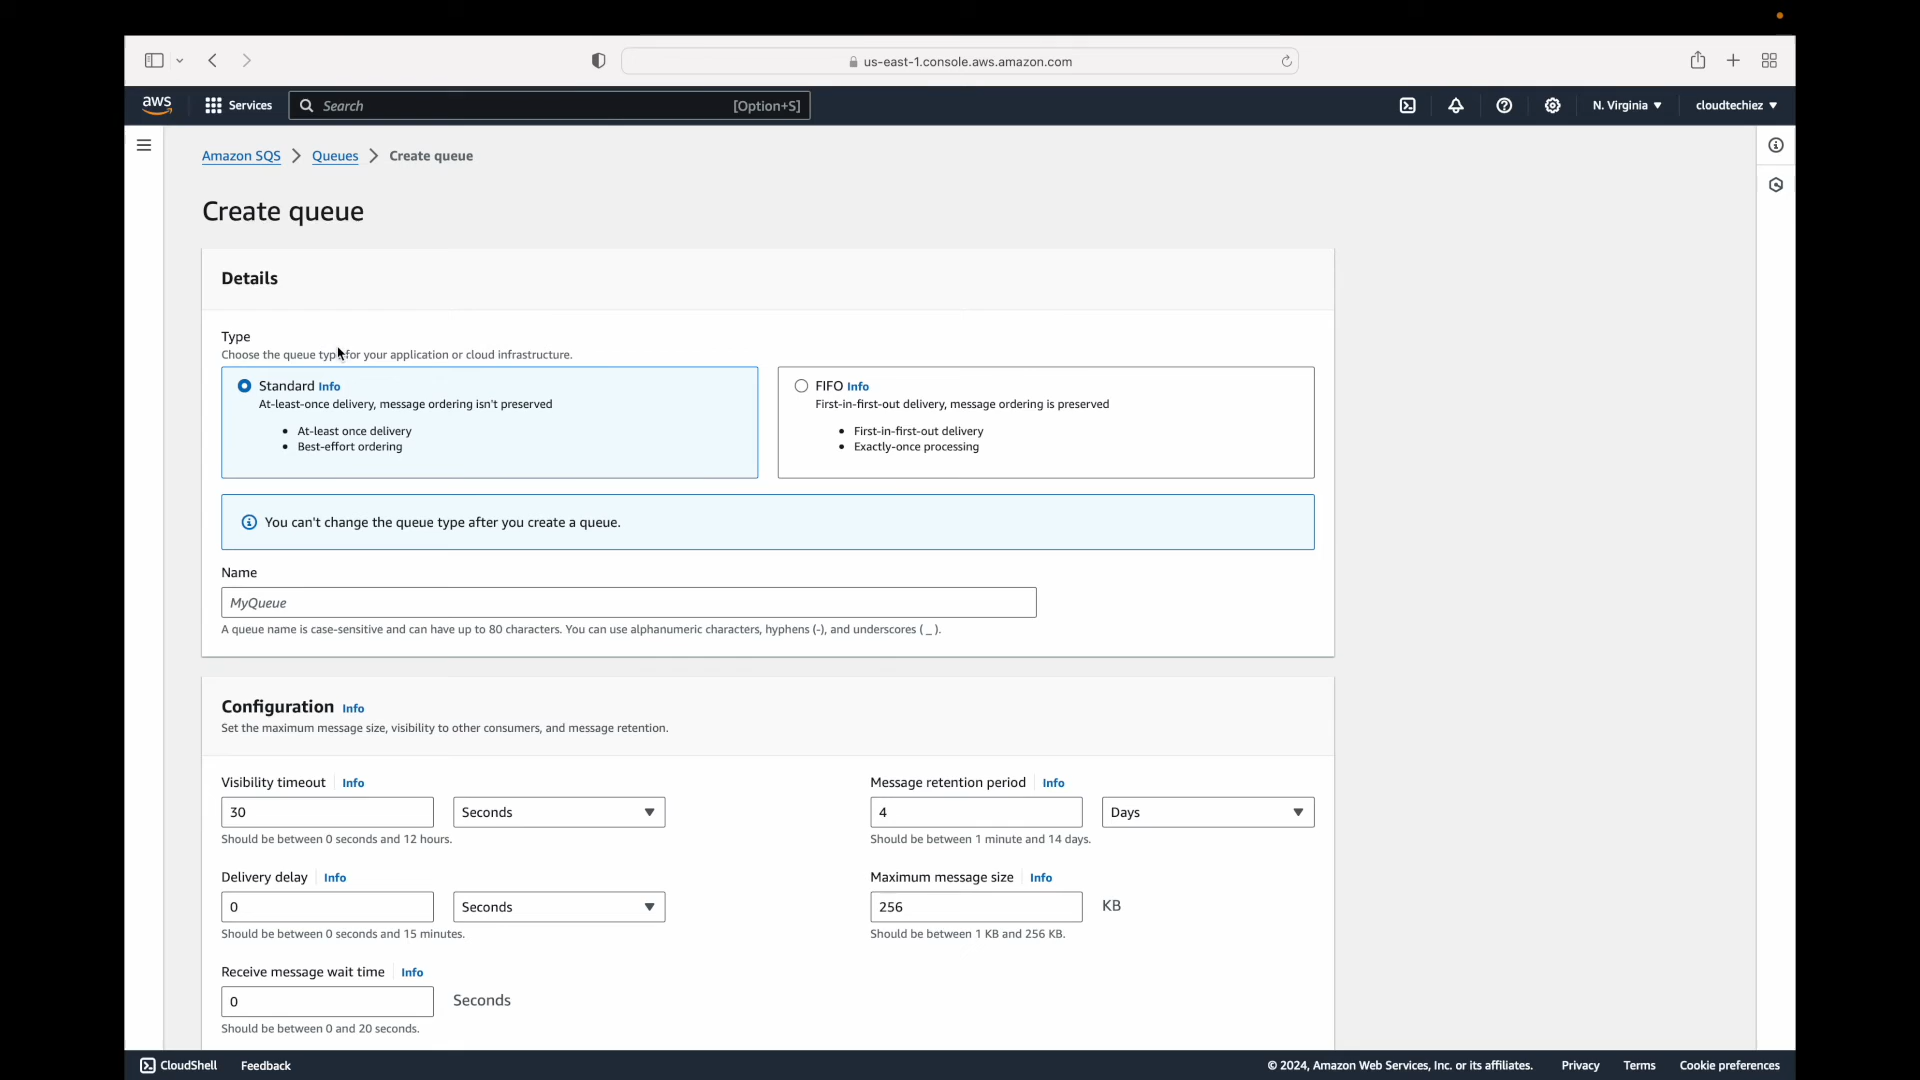 us-east-1.console.aws.amazon.com
aws
Services
Search
[Option+S]
N. Virginia
cloudtechiez
Amazon SQS
Queues
Create queue
Create queue
Details
Type
Choose the queue type for your application or cloud infrastructure.
Standard Info
At-least-once delivery, message ordering isn't preserved
At-least once delivery
Best-effort ordering
FIFO Info
First-in-first-out delivery, message ordering is preserved
First-in-first-out delivery
Exactly-once processing
You can't change the queue type after you create a queue.
Name
MyQueue
A queue name is case-sensitive and can have up to 80 characters. You can use alphanumeric characters, hyphens (-), and underscores ( _ ).
Configuration Info
Set the maximum message size, visibility to other consumers, and message retention.
Visibility timeout Info
30
Seconds
Should be between 0 seconds and 12 hours.
Message retention period Info
4
Days
Should be between 1 minute and 14 days.
Delivery delay Info
0
Seconds
Should be between 0 seconds and 15 minutes.
Maximum message size Info
256
KB
Should be between 1 KB and 256 KB.
Receive message wait time Info
0
Seconds
Should be between 0 and 20 seconds.
CloudShell
Feedback
© 2024, Amazon Web Services, Inc. or its affiliates.
Privacy
Terms
Cookie preferences